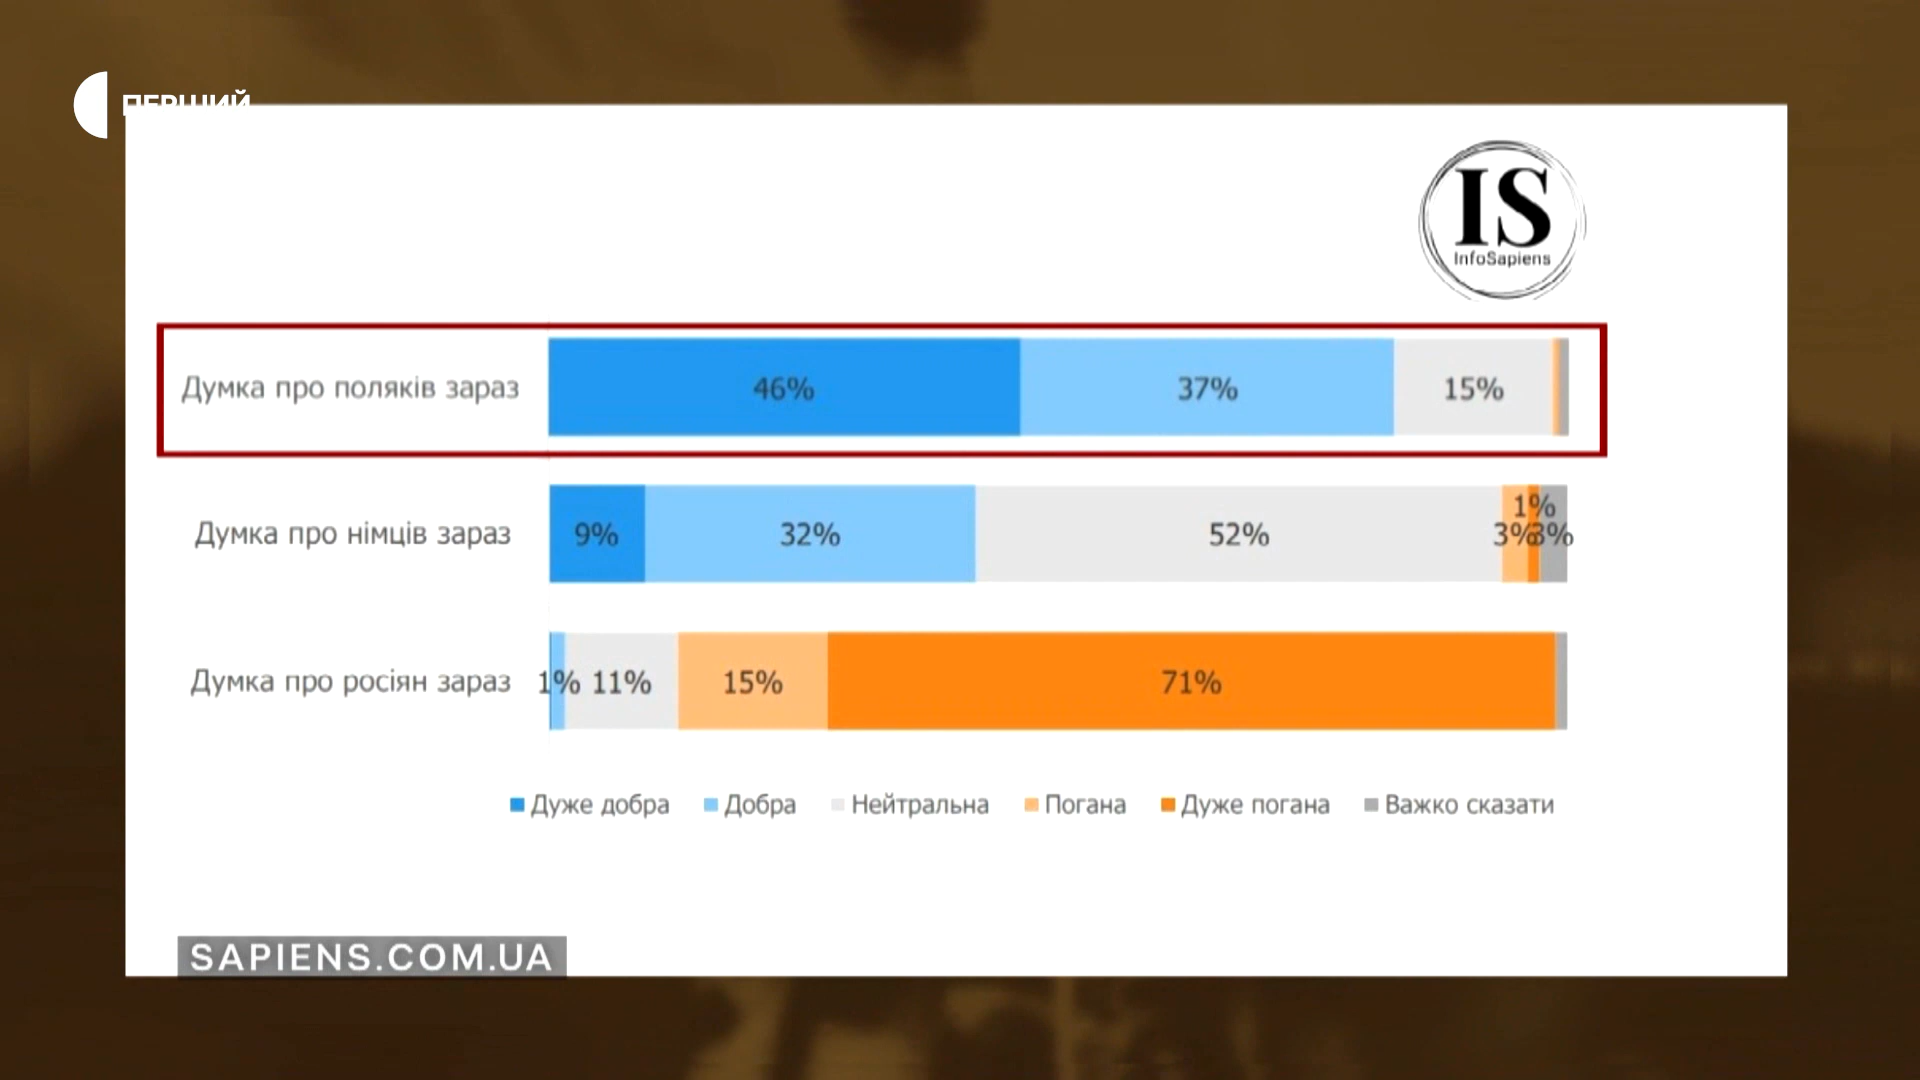 ПЕРШИЙ
IS
InfoSapiens
Думка про поляків зараз 46% 37% 15%
Думка про німців зараз 9% 32% 52% 3% 1% 3%
Думка про росіян зараз 1% 11% 15% 71%
Дуже добра Добра Нейтральна Погана Дуже погана Важко сказати
SAPIENS.COM.UA